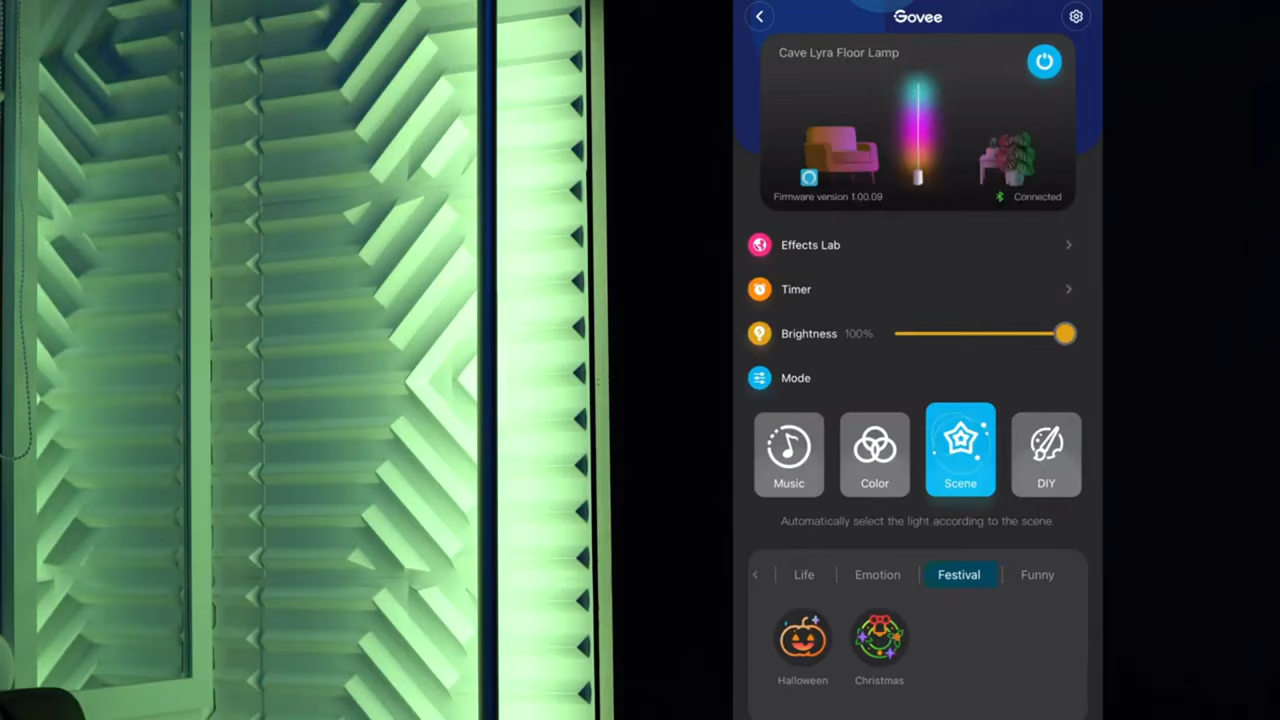 Govee
Cave Lyra Floor Lamp
Firmware version 1.00.09
Connected
Effects Lab
Timer
Brightness 100%
Mode
Music
Color
Scene
DIY
Automatically select the light according to the scene.
Life
Emotion
Festival
Funny
Halloween
Christmas